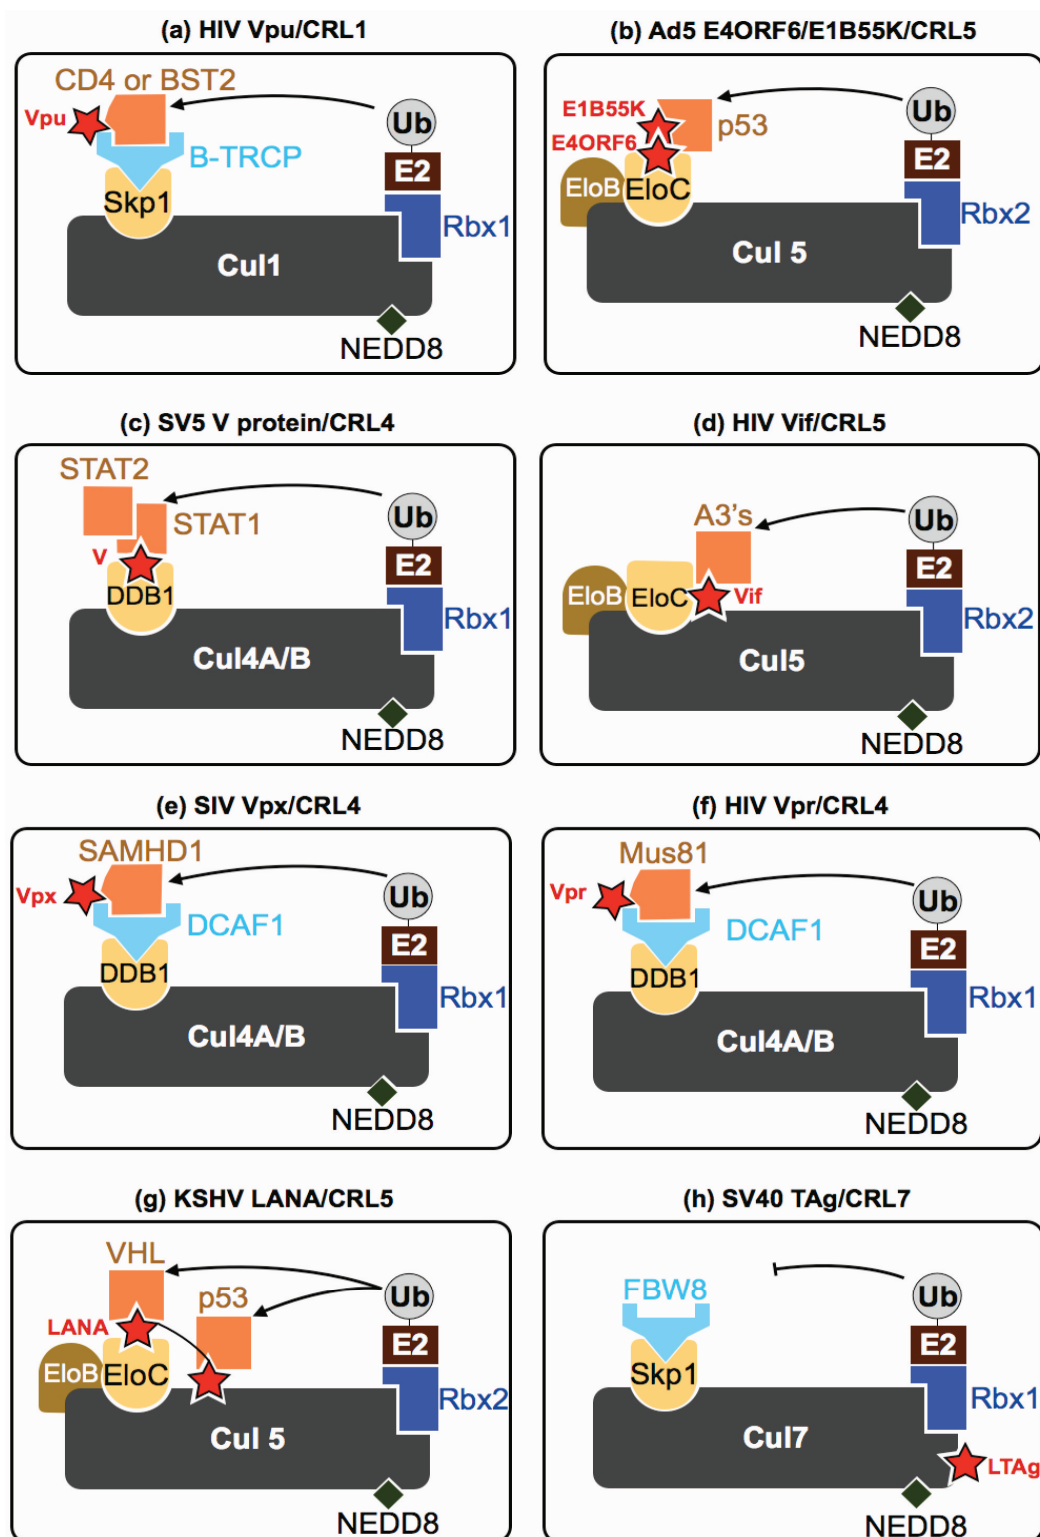 (a) HIV Vpu/CRL1
CD4 or BST2
Vpu
Ub
B-TRCP
E2
Skp1
Rbx1
Cul1
NEDD8
(b) Ad5 E4ORF6/E1B55K/CRL5
E1B55K
Ub
p53
E4ORF6
E2
EloB
EloC
Rbx2
Cul 5
NEDD8
(c) SV5 V protein/CRL4
STAT2
Ub
STAT1
V
E2
DDB1
Rbx1
Cul4A/B
NEDD8
(d) HIV Vif/CRL5
A3's
Ub
E2
EloB
EloC
Vif
Rbx2
Cul5
NEDD8
(e) SIV Vpx/CRL4
SAMHD1
Vpx
Ub
DCAF1
E2
DDB1
Rbx1
Cul4A/B
NEDD8
(f) HIV Vpr/CRL4
Mus81
Vpr
Ub
DCAF1
E2
DDB1
Rbx1
Cul4A/B
NEDD8
(g) KSHV LANA/CRL5
VHL
p53
Ub
LANA
E2
EloB
EloC
Rbx2
Cul 5
NEDD8
(h) SV40 TAg/CRL7
FBW8
Ub
E2
Skp1
Rbx1
Cul7
LTAg
NEDD8